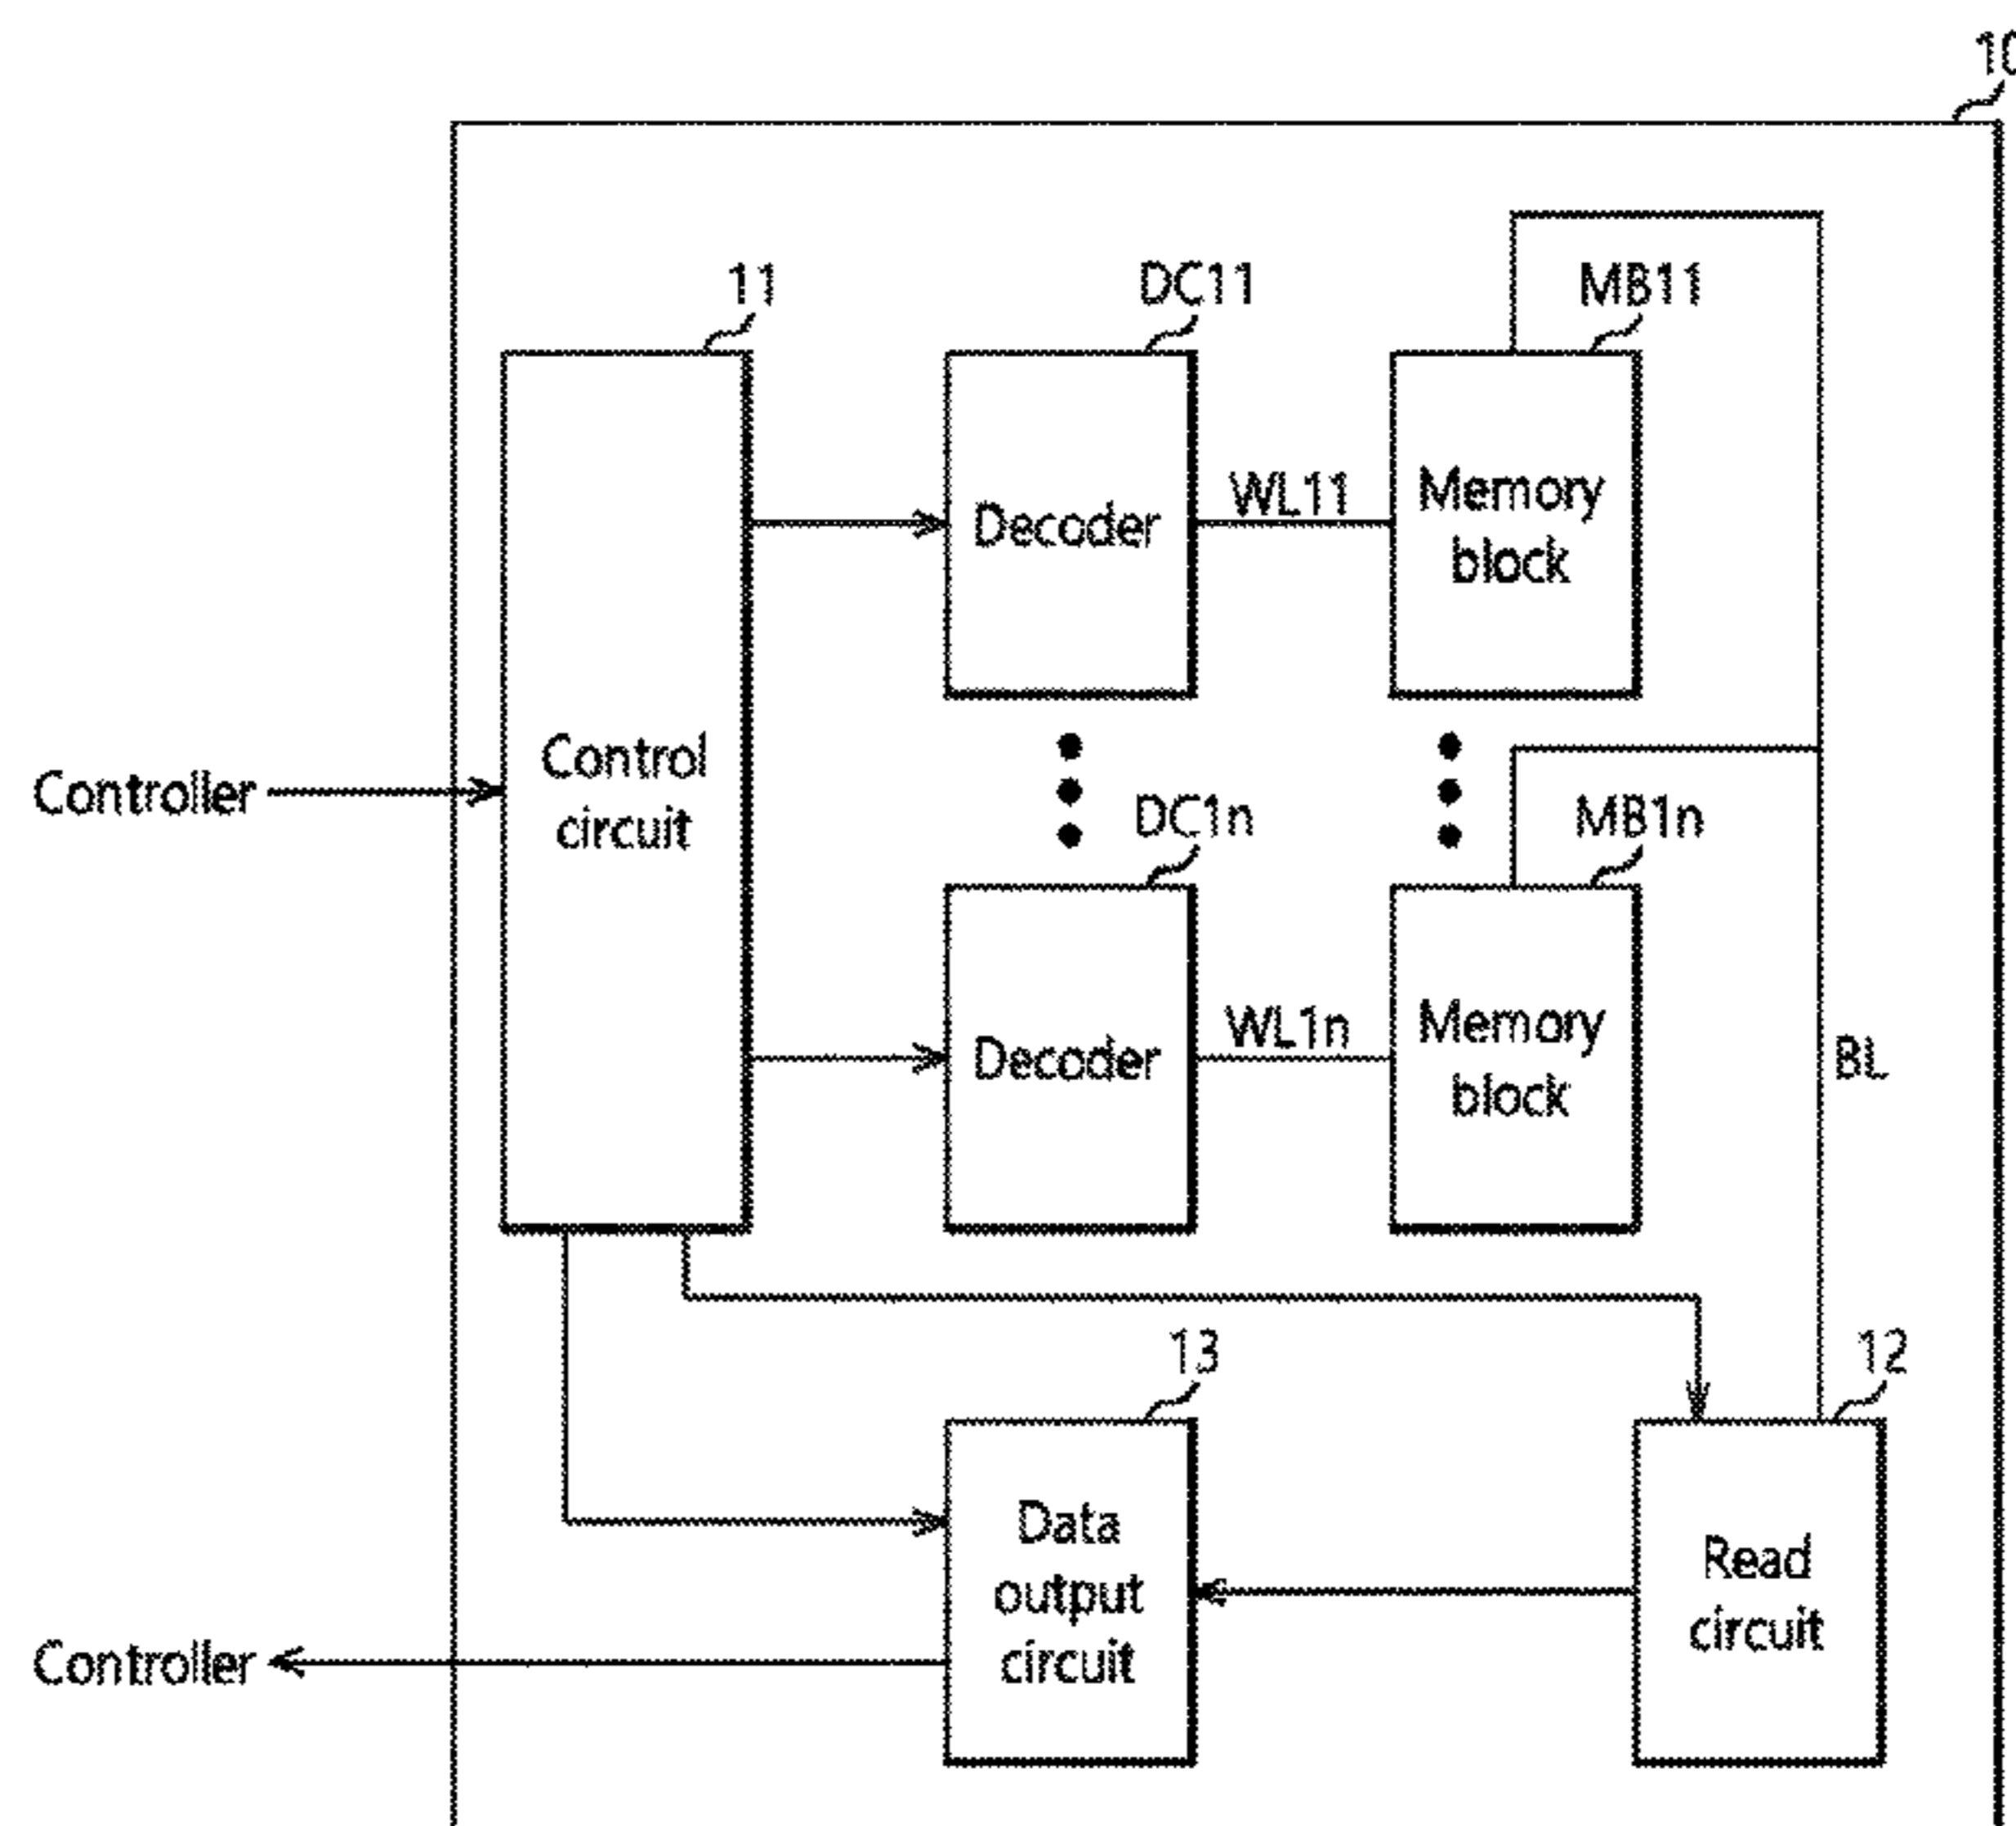 10
11
DC11
MB11
Decoder
WL11
Memory
block
Controller
Control
circuit
DC1n
MB1n
Decoder
WL1n
Memory
block
BL
13
12
Data
output
circuit
Read
circuit
Controller